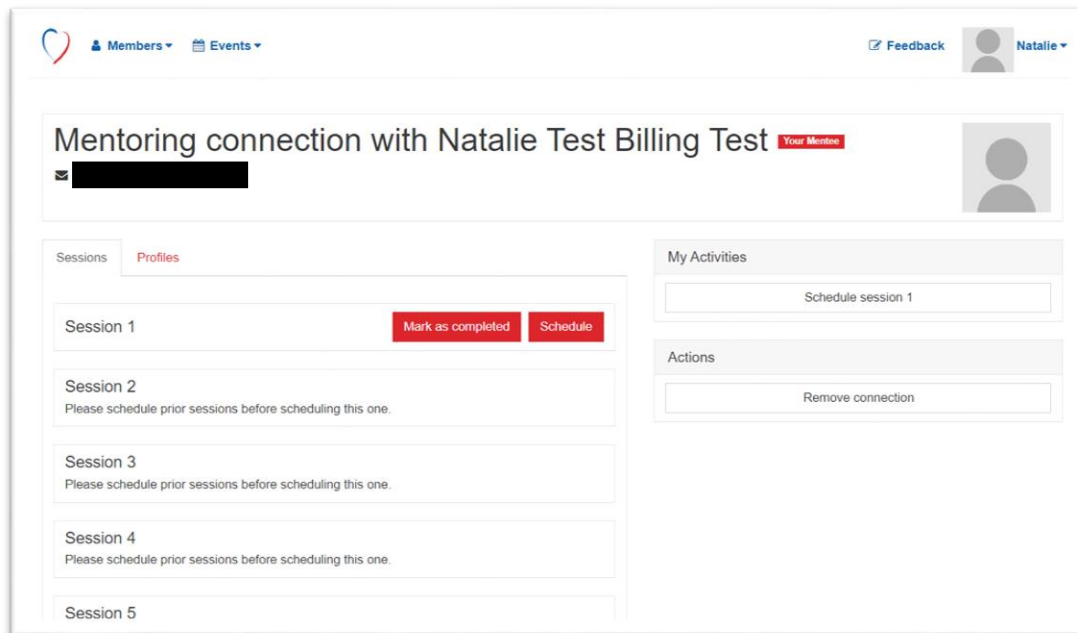 Members Events Feedback Natalie
Mentoring connection with Natalie Test Billing Test Your Mentee
Sessions Profiles
Session 1 Mark as completed Schedule
Session 2
Please schedule prior sessions before scheduling this one.
Session 3
Please schedule prior sessions before scheduling this one.
Session 4
Please schedule prior sessions before scheduling this one.
Session 5
My Activities
Schedule session 1
Actions
Remove connection